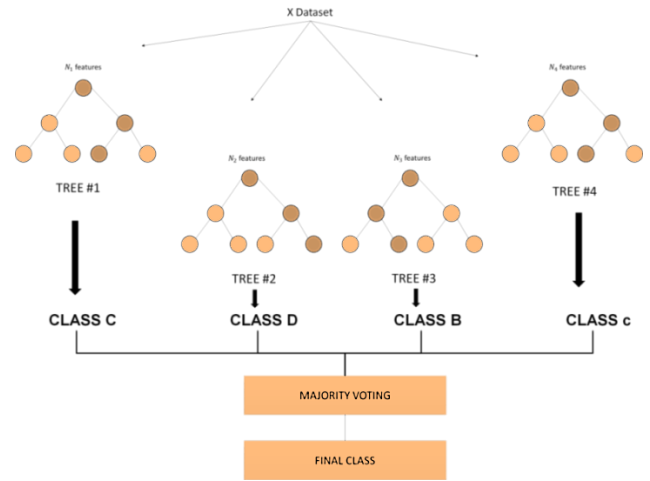 X Dataset
N₁ features
N₄ features
TREE #1
TREE #4
N₂ features
N₃ features
TREE #2
TREE #3
CLASS C
CLASS D
CLASS B
CLASS c
MAJORITY VOTING
FINAL CLASS